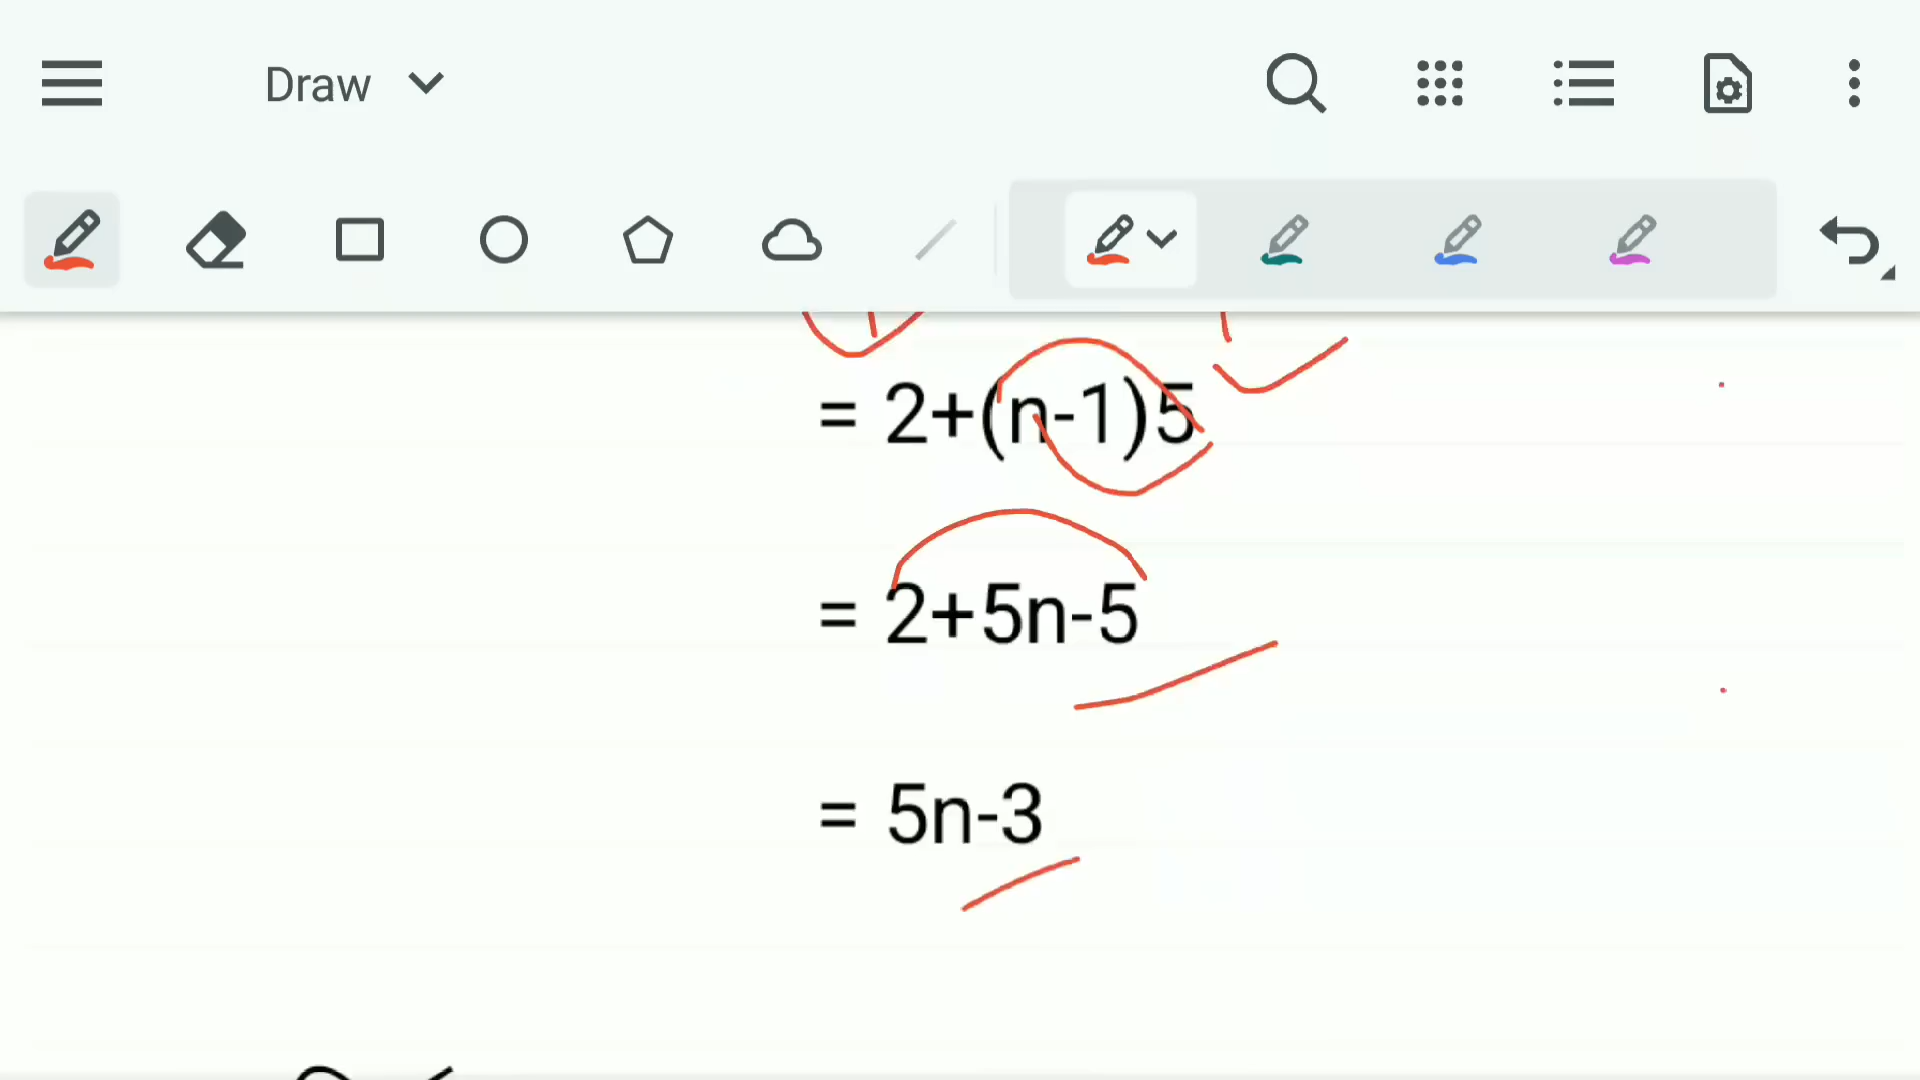 Draw
= 2+(n-1)5
= 2+5n-5
= 5n-3